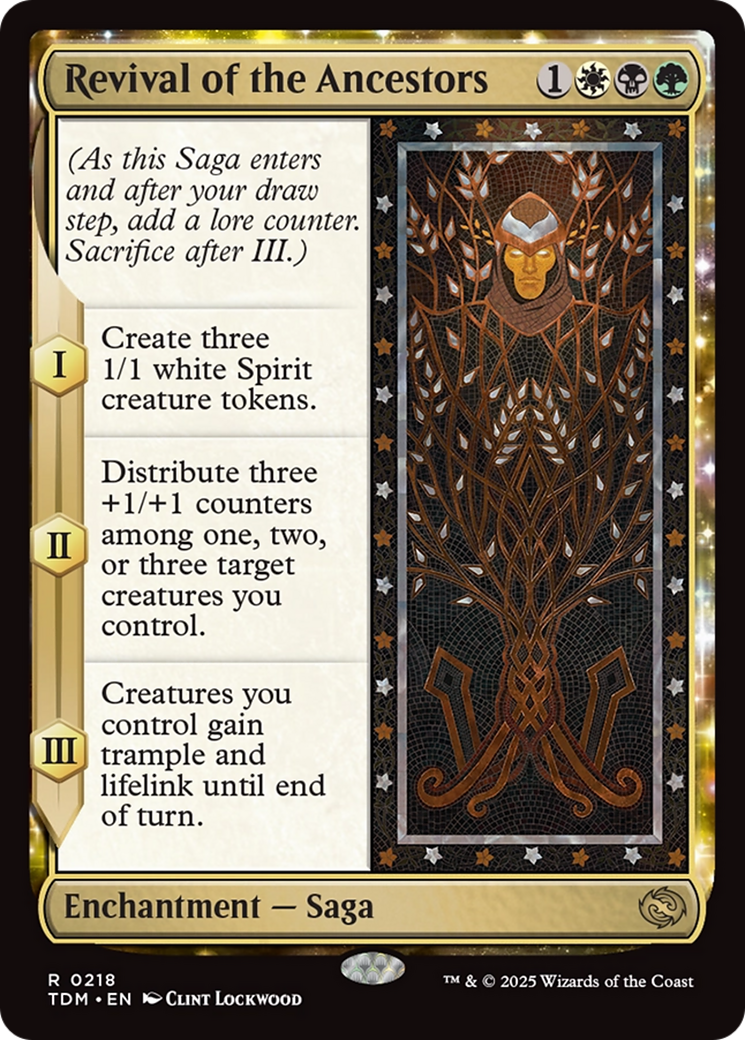 Revival of the Ancestors 1
(As this Saga enters
and after your draw
step, add a lore counter.
Sacrifice after III.)
I
Create three
1/1 white Spirit
creature tokens.
II
Distribute three
+1/+1 counters
among one, two,
or three target
creatures you
control.
III
Creatures you
control gain
trample and
lifelink until end
of turn.
Enchantment — Saga
R 0218
TDM • EN Clint Lockwood
™ & © 2025 Wizards of the Coast